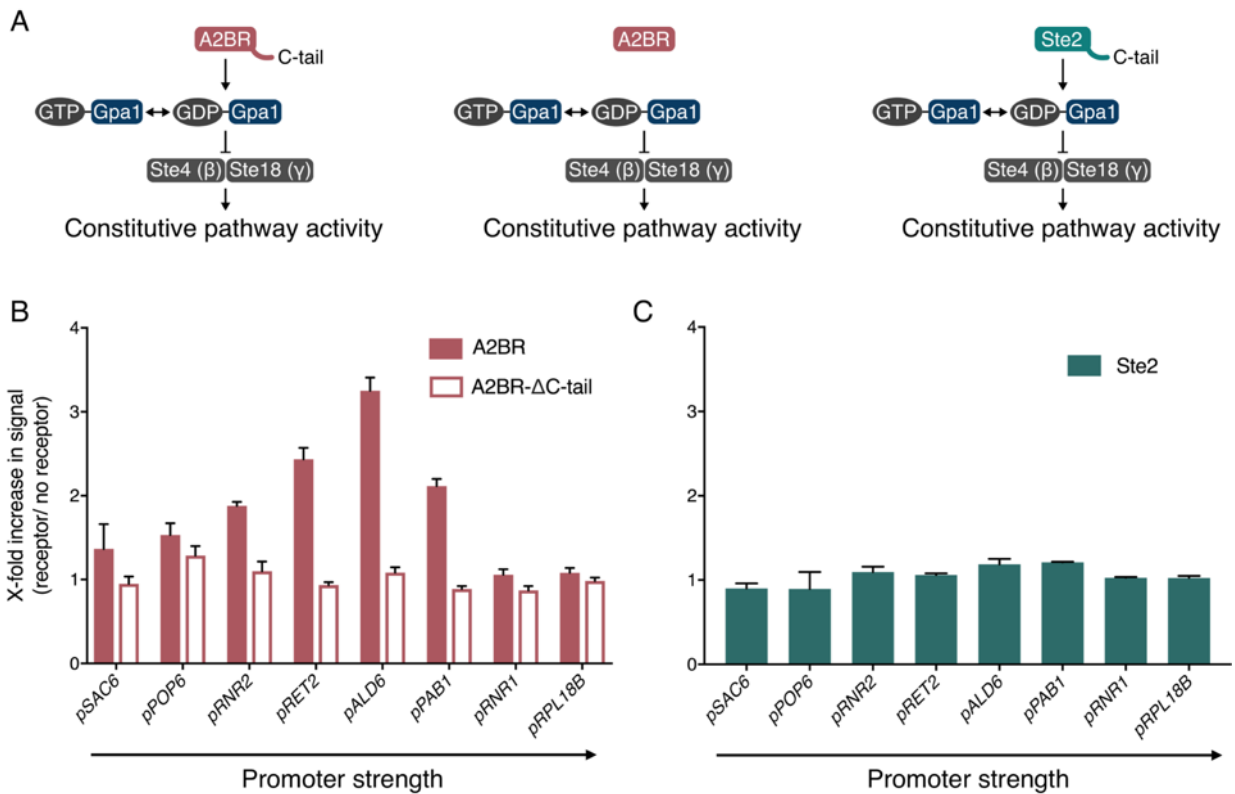 A
A2BR
C-tail
GTP Gpa1 GDP Gpa1
Ste4 (β) Ste18 (γ)
Constitutive pathway activity
A2BR
GTP Gpa1 GDP Gpa1
Ste4 (β) Ste18 (γ)
Constitutive pathway activity
Ste2
C-tail
GTP Gpa1 GDP Gpa1
Ste4 (β) Ste18 (γ)
Constitutive pathway activity
B
X-fold increase in signal
(receptor/ no receptor)
4
3
2
1
0
A2BR
A2BR-ΔC-tail
pSAC6
pPOP6
pRNR2
pRET2
pALD6
pPAB1
pRNR1
pRPL18B
Promoter strength
C
4
3
2
1
0
Ste2
pSAC6
pPOP6
pRNR2
pRET2
pALD6
pPAB1
pRNR1
pRPL18B
Promoter strength